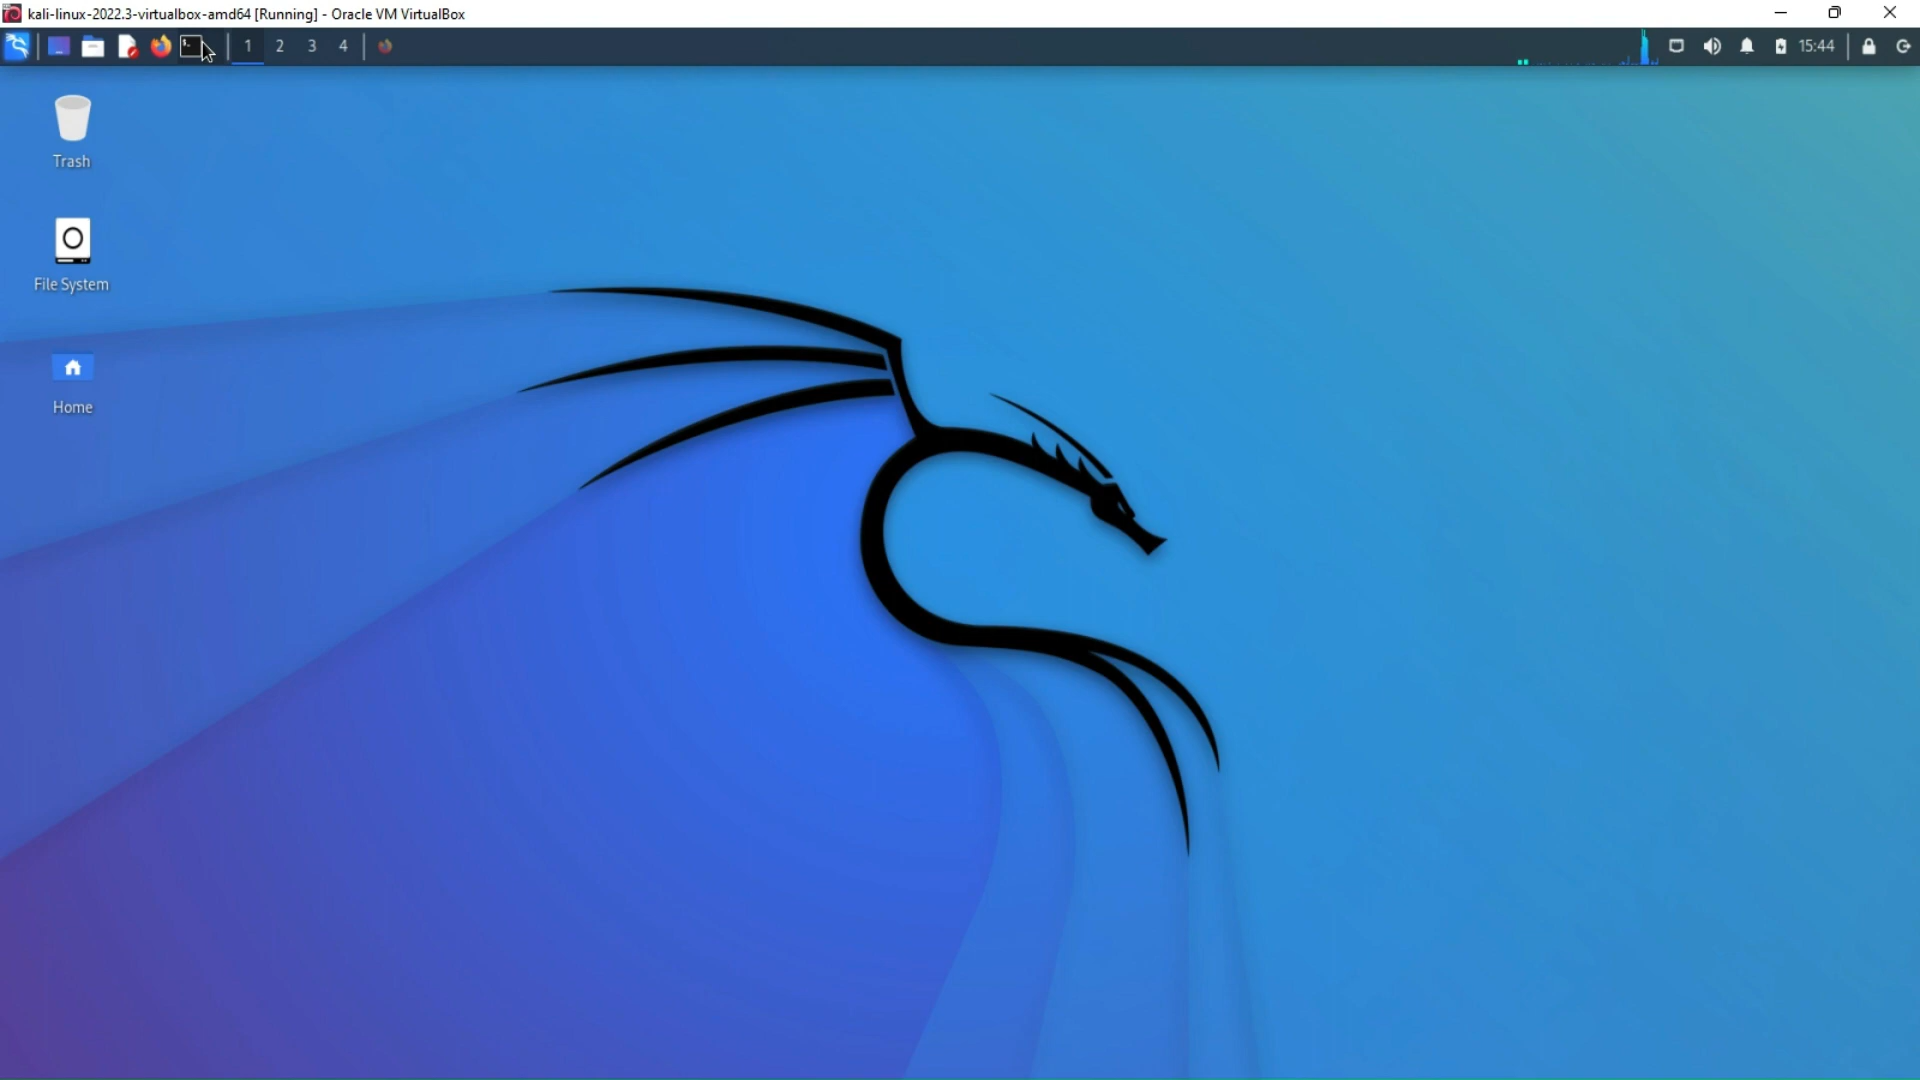 kali-linux-2022.3-virtualbox-amd64 [Running] - Oracle VM VirtualBox
1 2 3 4 15:44
Trash
File System
Home